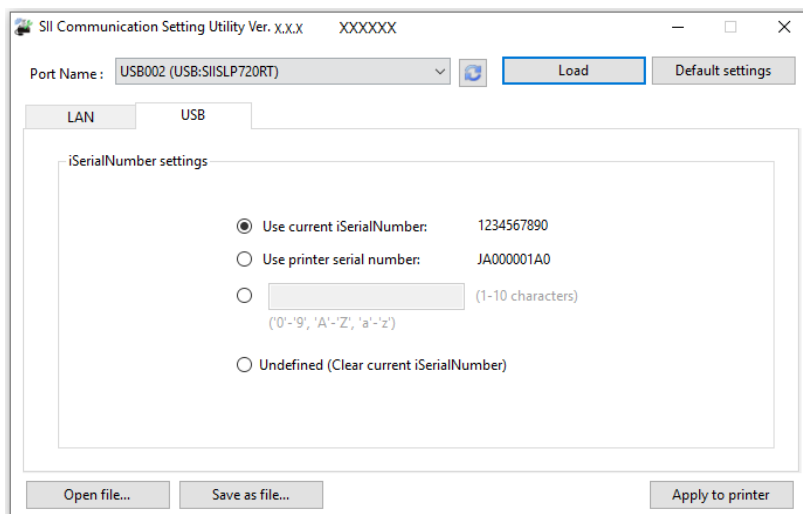 SII Communication Setting Utility Ver. X.X.X XXXXXX
Port Name : USB002 (USB:SIISLP720RT) Load Default settings
LAN USB
iSerialNumber settings
Use current iSerialNumber: 1234567890
Use printer serial number: JA000001A0
(1-10 characters)
('0'-'9', 'A'-'Z', 'a'-'z')
Undefined (Clear current iSerialNumber)
Open file... Save as file... Apply to printer